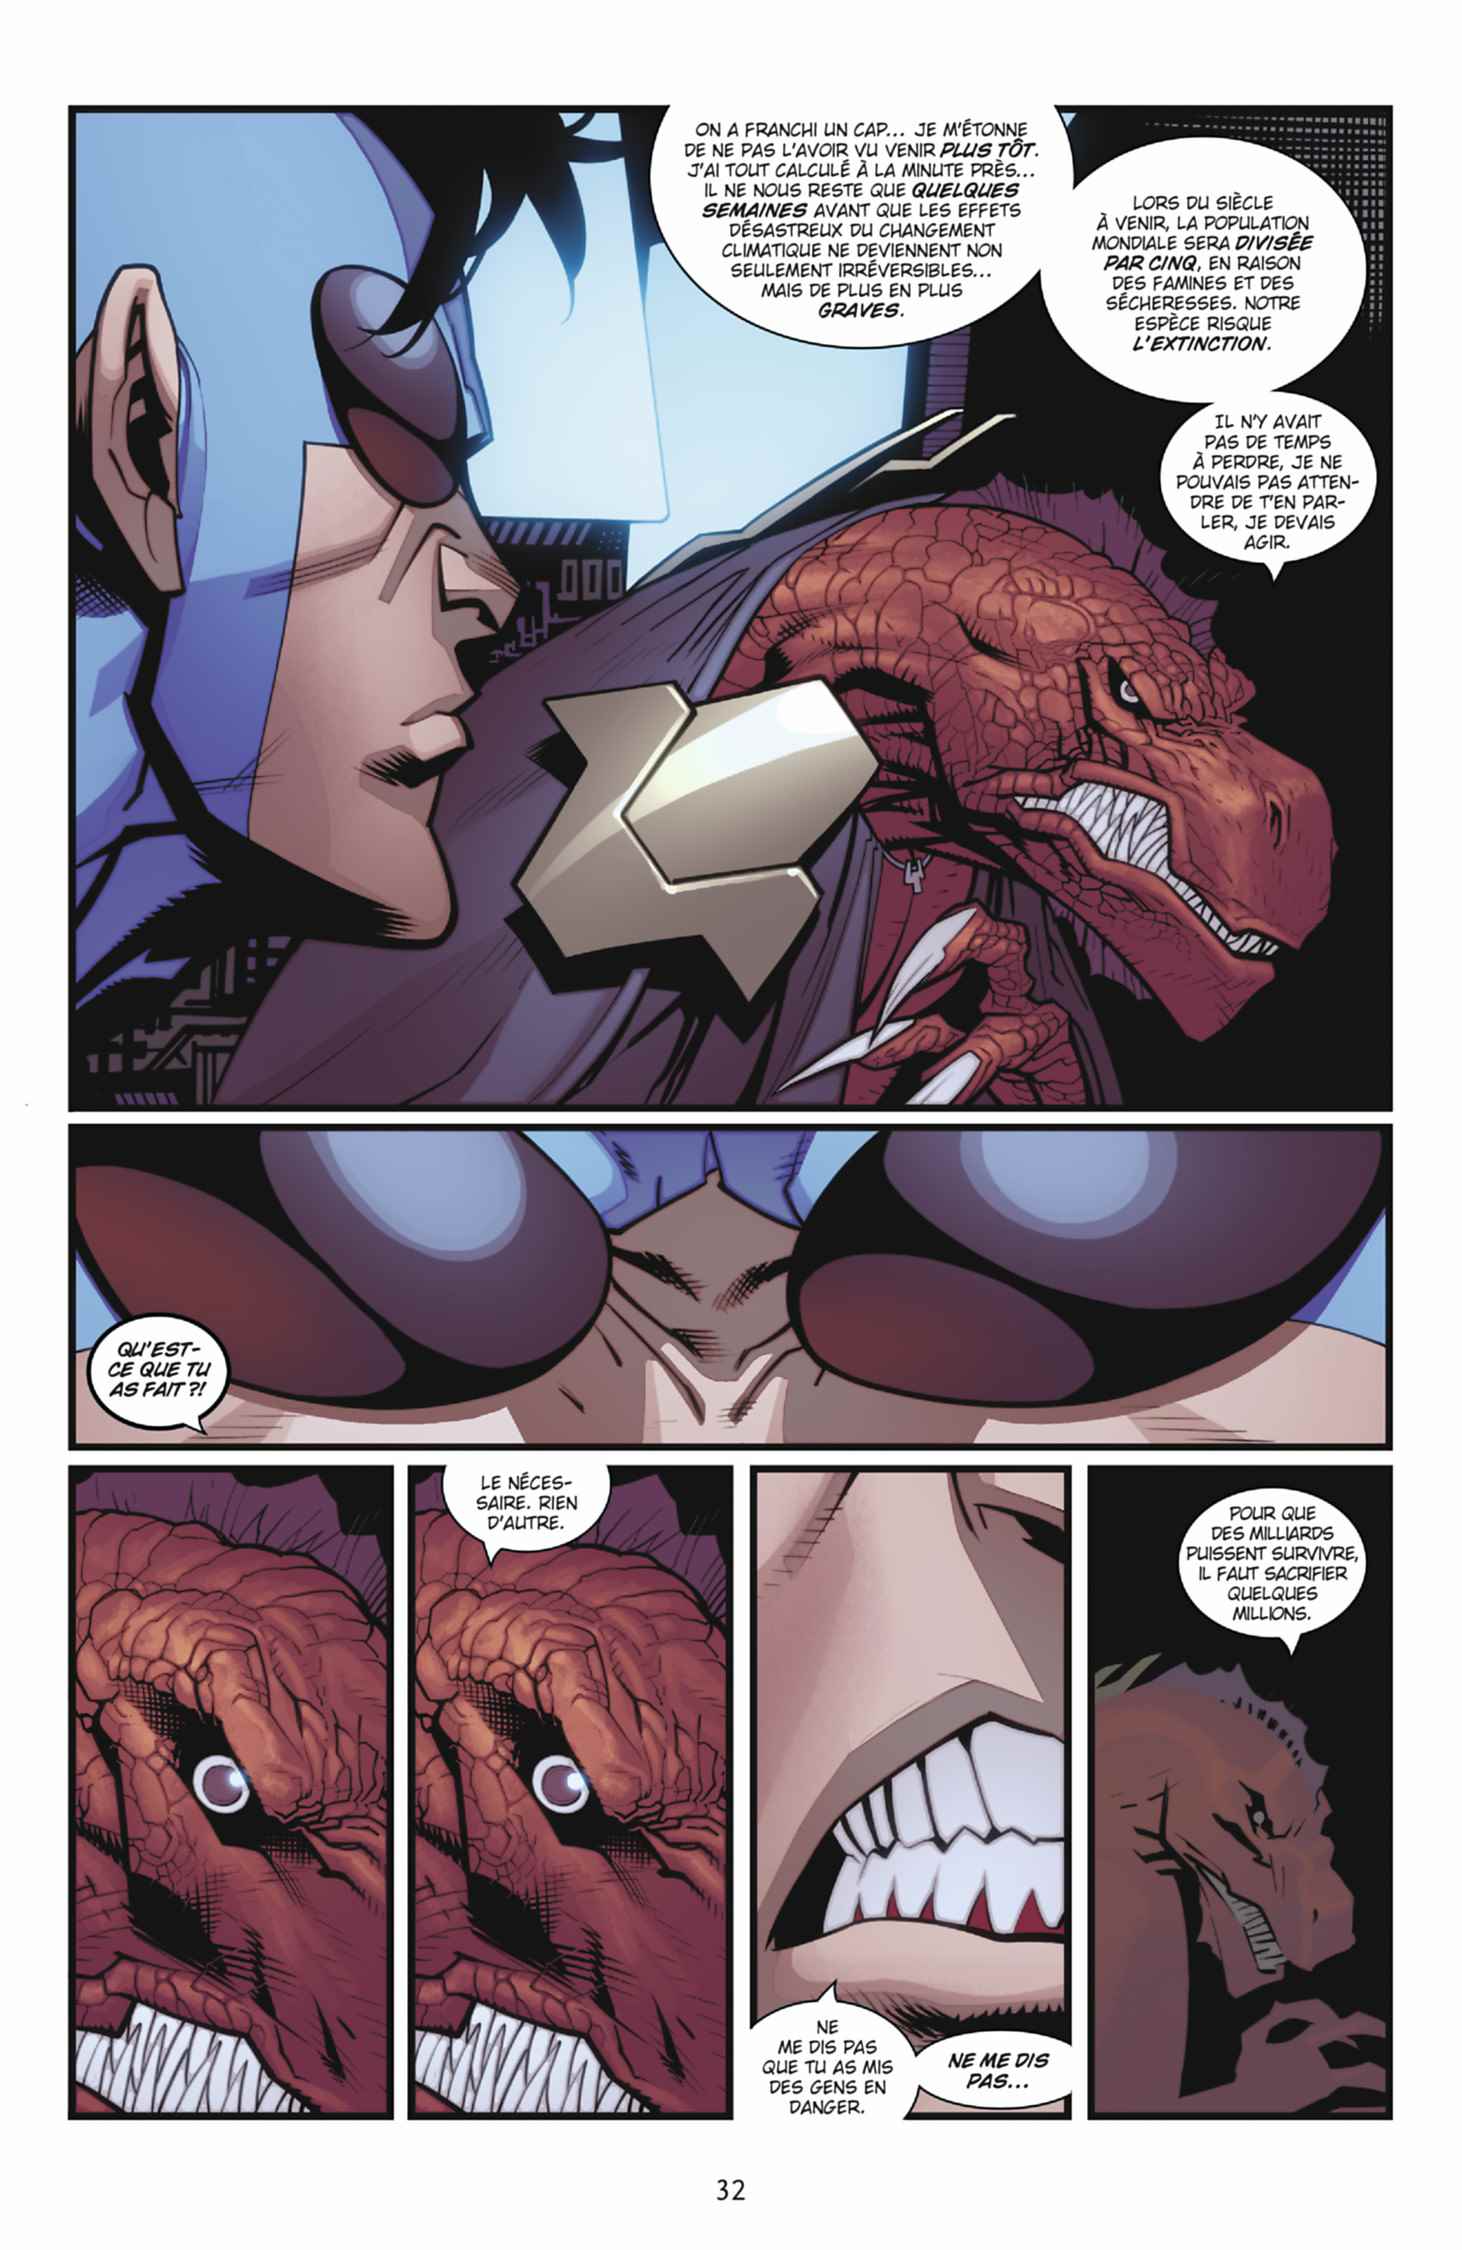 ON A FRANCHI UN CAP... JE M'ÉTONNE
DE NE PAS L'AVOIR VU VENIR PLUS TÔT.
J'AI TOUT CALCULÉ À LA MINUTE PRÈS...
IL NE NOUS RESTE QUE QUELQUES
SEMAINES AVANT QUE LES EFFETS
DÉSASTREUX DU CHANGEMENT
CLIMATIQUE NE DEVIENNENT NON
SEULEMENT IRRÉVERSIBLES...
MAIS DE PLUS EN PLUS
GRAVES.
LORS DU SIÈCLE
À VENIR, LA POPULATION
MONDIALE SERA DIVISÉE
PAR CINQ, EN RAISON
DES FAMINES ET DES
SÉCHERESSES. NOTRE
ESPÈCE RISQUE
L'EXTINCTION.
IL N'Y AVAIT
PAS DE TEMPS
À PERDRE, JE NE
POUVAIS PAS ATTEN-
DRE DE T'EN PAR-
LER, JE DEVAIS
AGIR.
QU'EST-
CE QUE TU
AS FAIT ?!
LE NÉCES-
SAIRE. RIEN
D'AUTRE.
NE
ME DIS PAS
QUE TU AS MIS
DES GENS EN
DANGER.
NE ME DIS
PAS...
POUR QUE
DES MILLIARDS
PUISSENT SURVIVRE,
IL FAUT SACRIFIER
QUELQUES
MILLIONS.
32